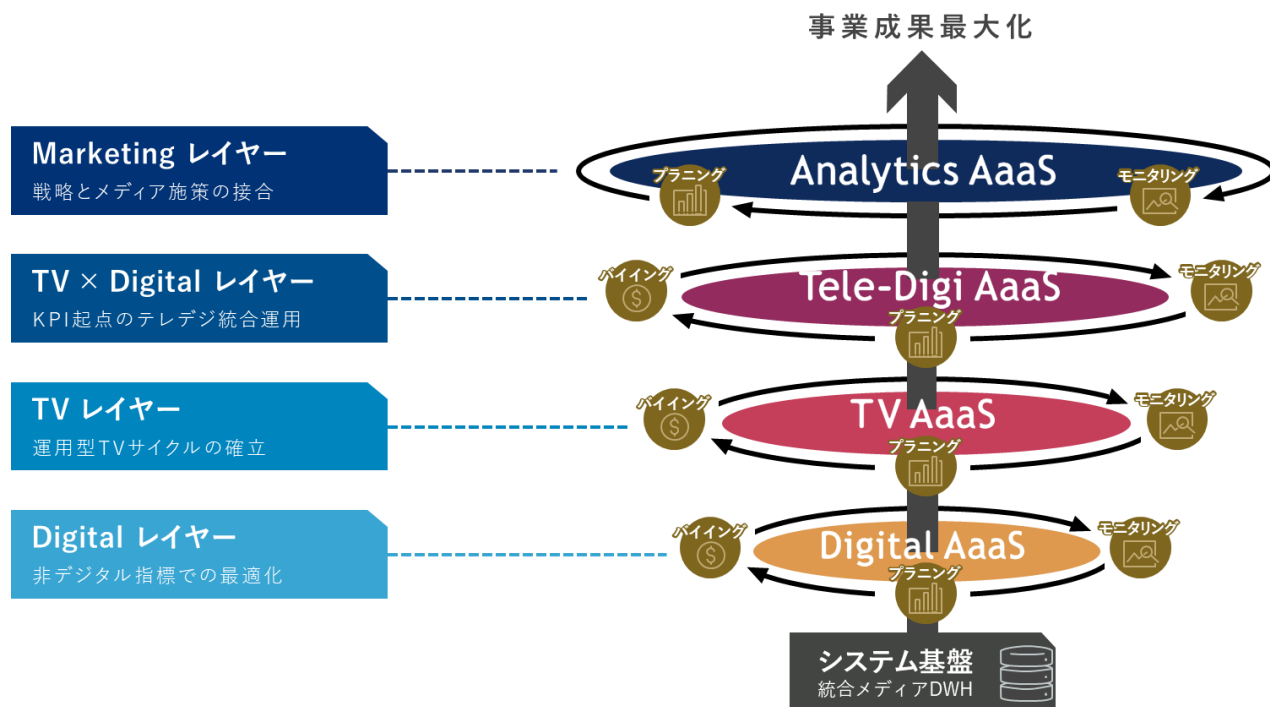 事業成果最大化
Marketing レイヤー
戦略とメディア施策の接合
Analytics AaaS
プラニング
モニタリング
TV × Digital レイヤー
KPI起点のテレデジ統合運用
バイイング
Tele-Digi AaaS
モニタリング
プラニング
TV レイヤー
運用型TVサイクルの確立
バイイング
TV AaaS
モニタリング
プラニング
Digital レイヤー
非デジタル指標での最適化
バイイング
Digital AaaS
モニタリング
プラニング
システム基盤
統合メディアDWH